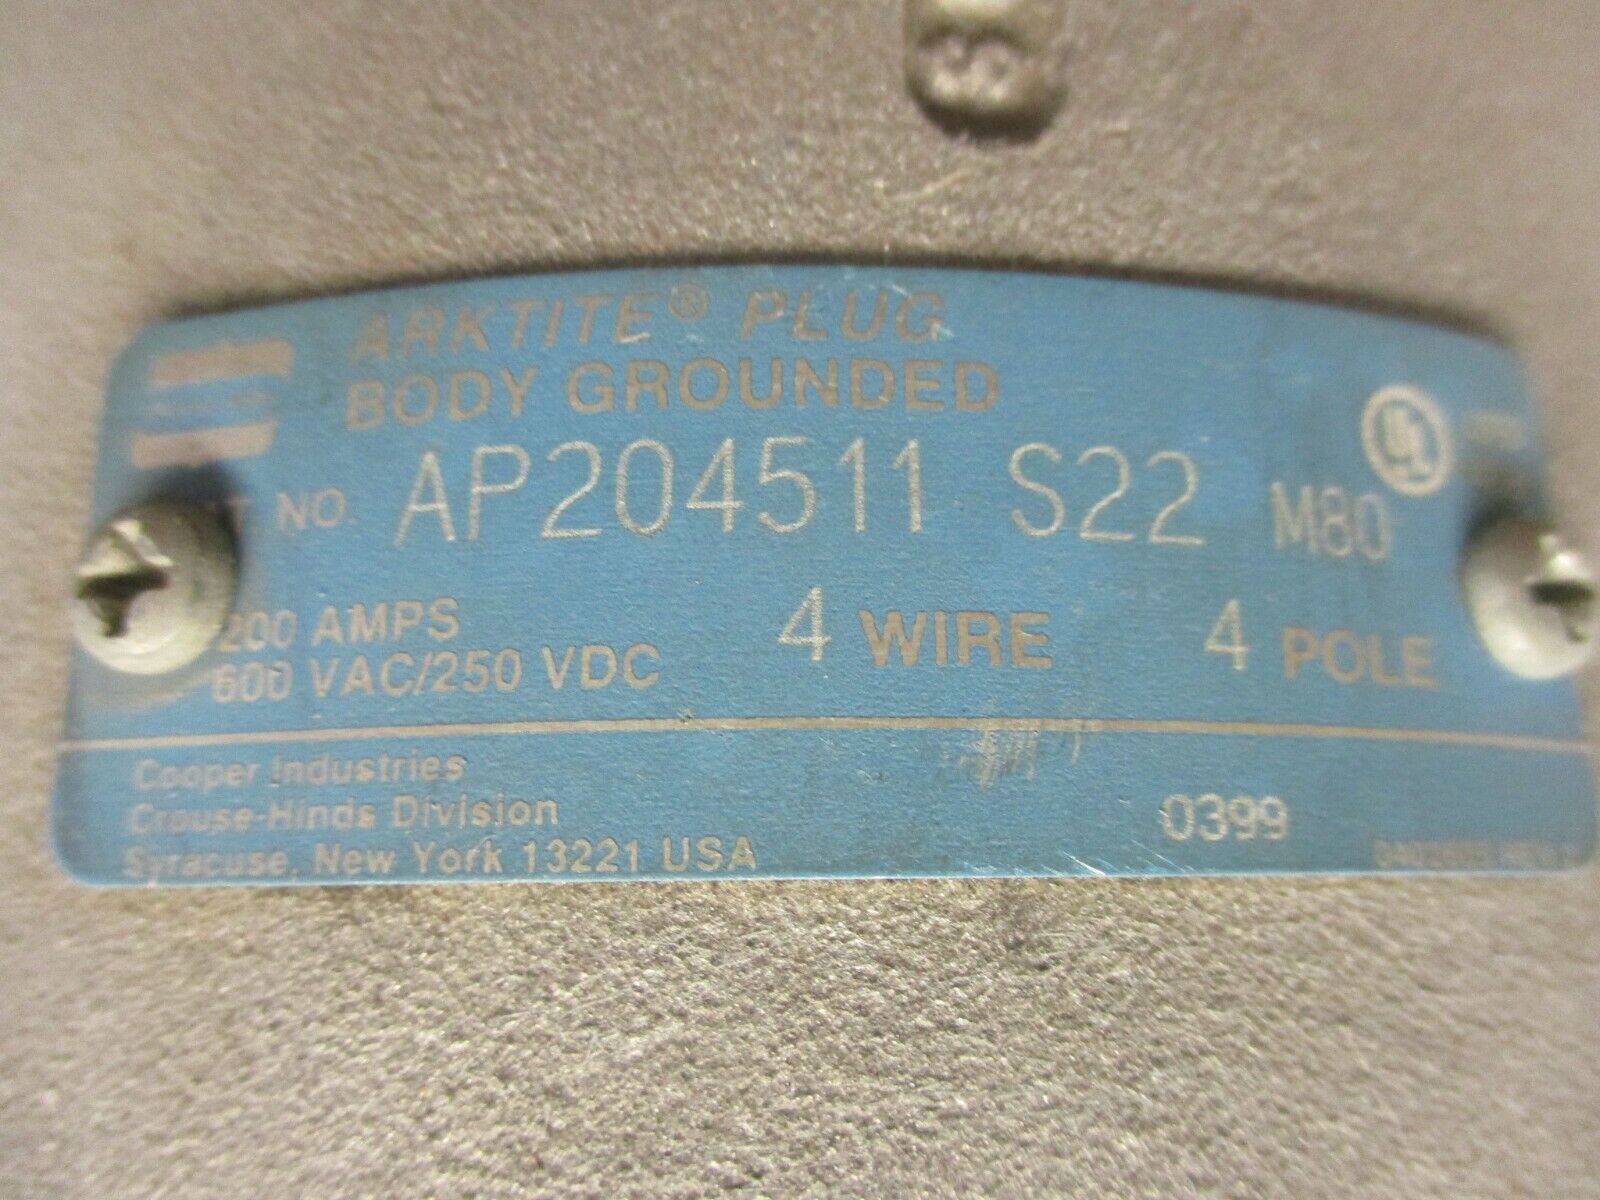 ARKTITE® PLUG
BODY GROUNDED
NO. AP204511 S22 M80
UL
200 AMPS 4 WIRE 4 POLE
600 VAC/250 VDC
Cooper Industries
Crouse-Hinds Division
Syracuse, New York 13221 USA
0399